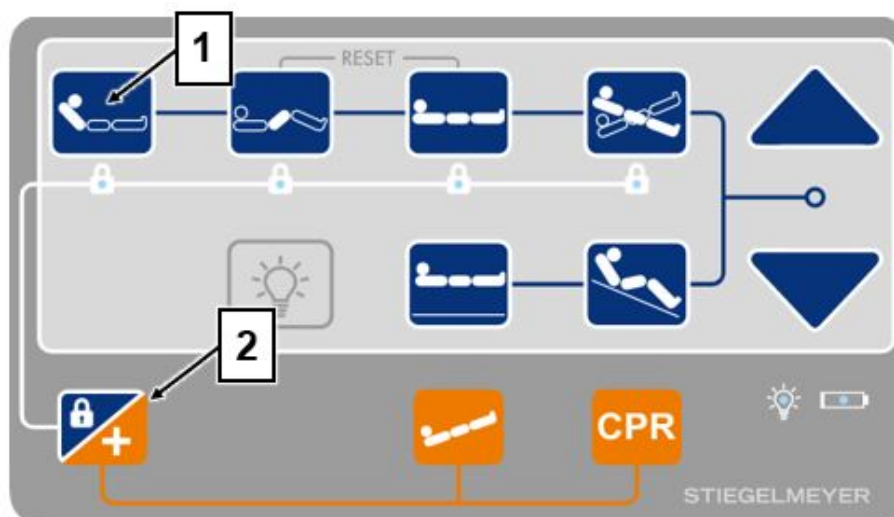 1
RESET
2
+
CPR
STIEGELMEYER